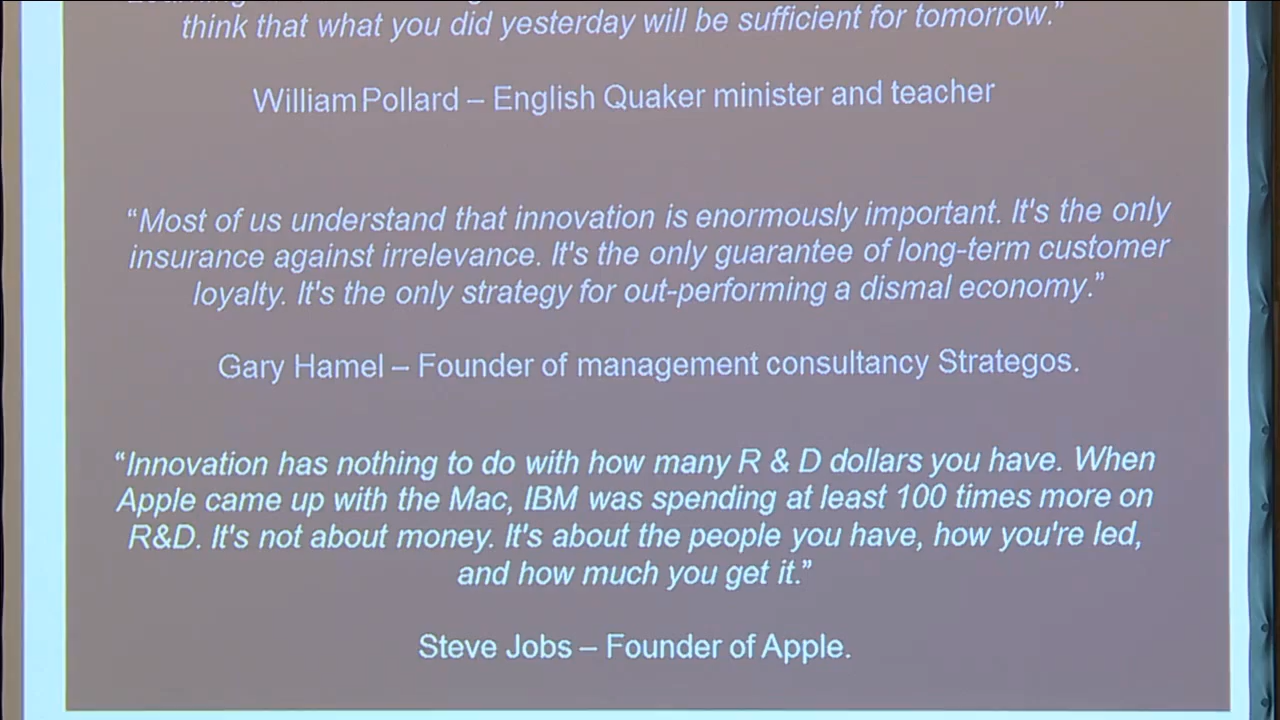 think that what you did yesterday will be sufficient for tomorrow.”
William Pollard – English Quaker minister and teacher
“Most of us understand that innovation is enormously important. It's the only
insurance against irrelevance. It's the only guarantee of long-term customer
loyalty. It's the only strategy for out-performing a dismal economy.”
Gary Hamel – Founder of management consultancy Strategos.
“Innovation has nothing to do with how many R & D dollars you have. When
Apple came up with the Mac, IBM was spending at least 100 times more on
R&D. It's not about money. It's about the people you have, how you're led,
and how much you get it.”
Steve Jobs – Founder of Apple.